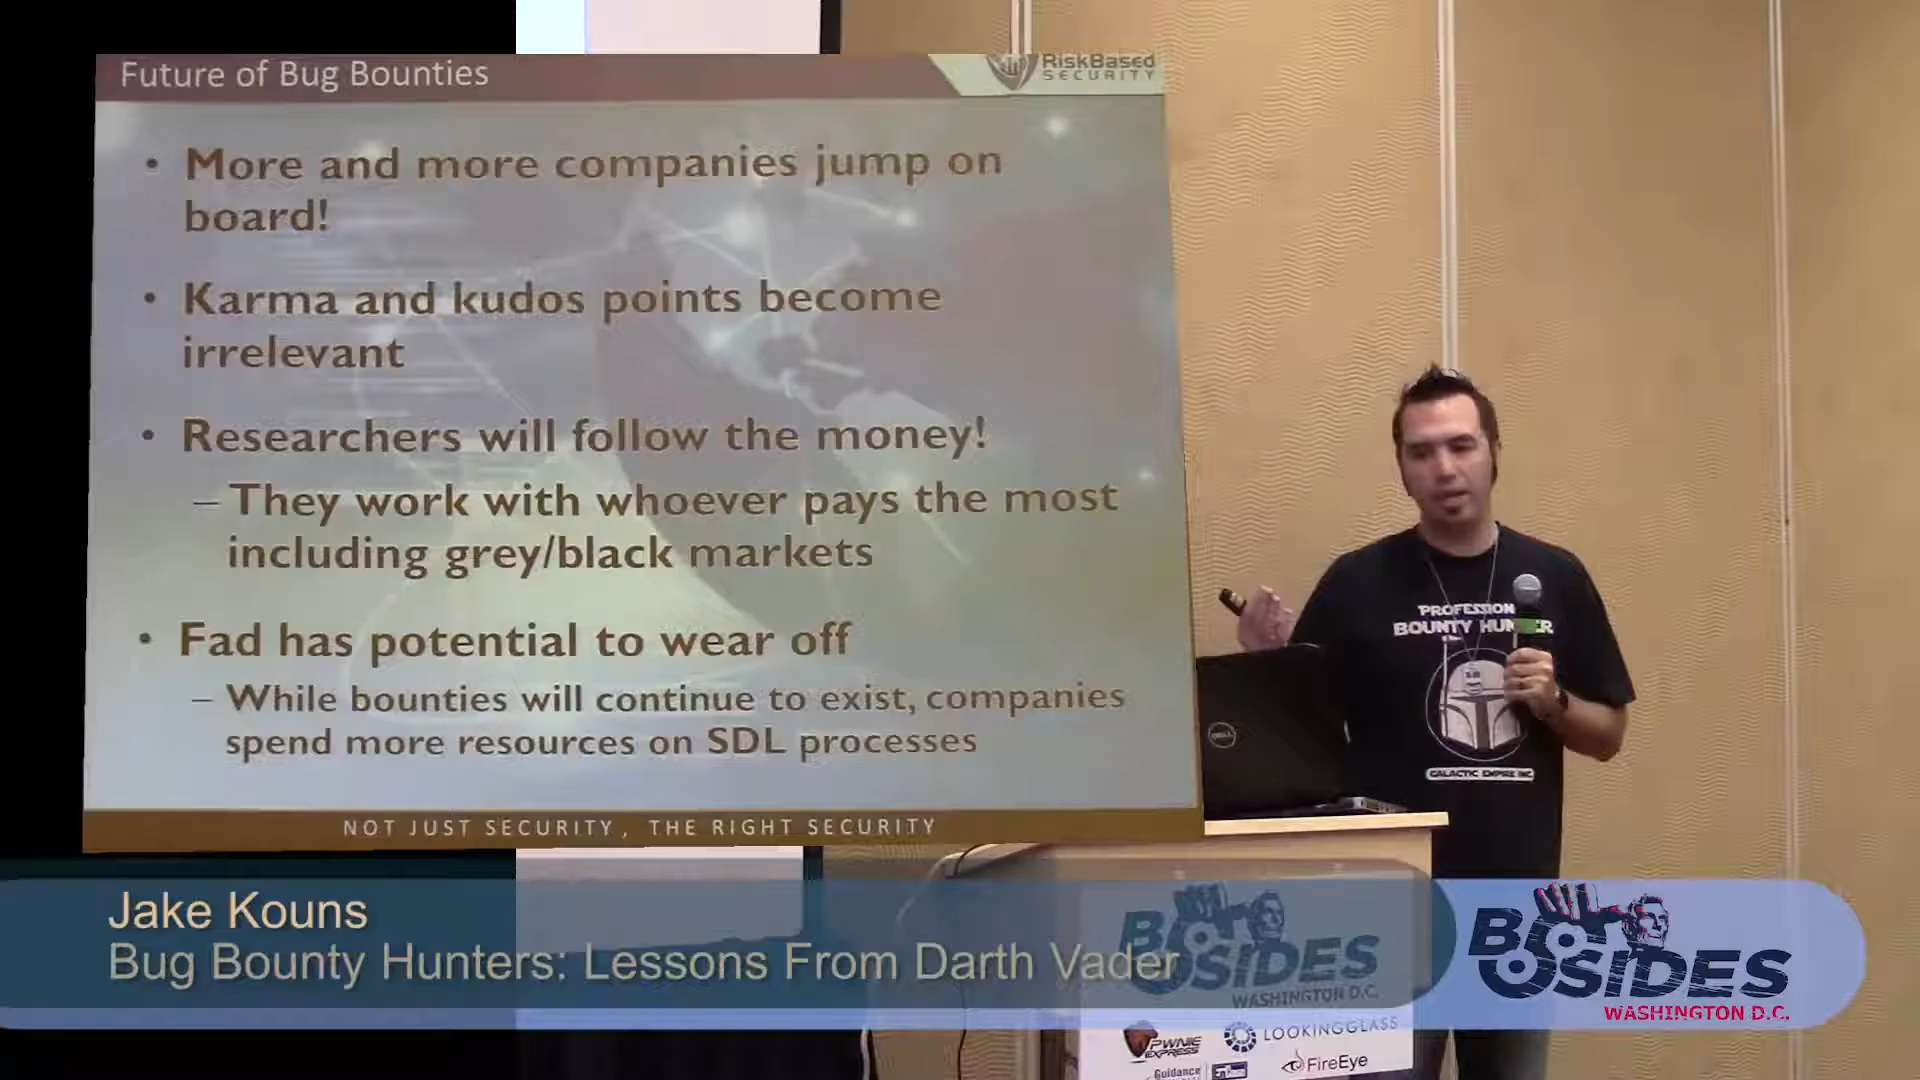 Future of Bug Bounties
RiskBased
SECURITY
• More and more companies jump on
board!
• Karma and kudos points become
irrelevant
• Researchers will follow the money!
– They work with whoever pays the most
including grey/black markets
• Fad has potential to wear off
– While bounties will continue to exist, companies
spend more resources on SDL processes
NOT JUST SECURITY, THE RIGHT SECURITY
PROFESSION
BOUNTY HUN ER
GALACTIC EMPIRE INC
DELL
Jake Kouns
Bug Bounty Hunters: Lessons From Darth Vader
BSIDES
WASHINGTON D.C.
BSIDES
WASHINGTON D.C.
PWNIE
EXPRESS
LOOKINGGLASS
Guidance
FireEye